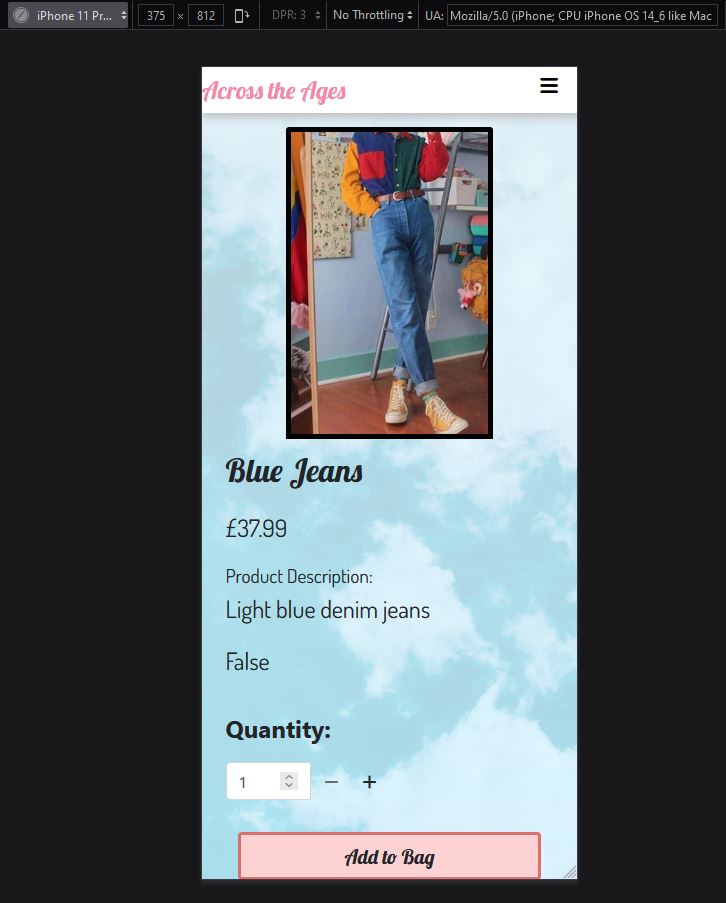 iPhone 11 Pr... 375 × 812 DPR: 3 No Throttling UA: Mozilla/5.0 (iPhone; CPU iPhone OS 14_6 like Mac
Across the Ages
Blue Jeans
£37.99
Product Description:
Light blue denim jeans
False
Quantity:
1 − +
Add to Bag